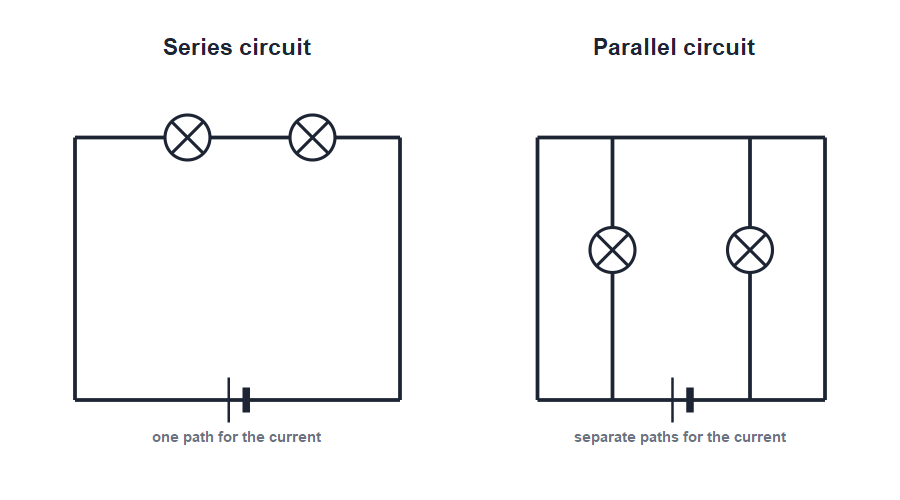 Series circuit
Parallel circuit
one path for the current
separate paths for the current